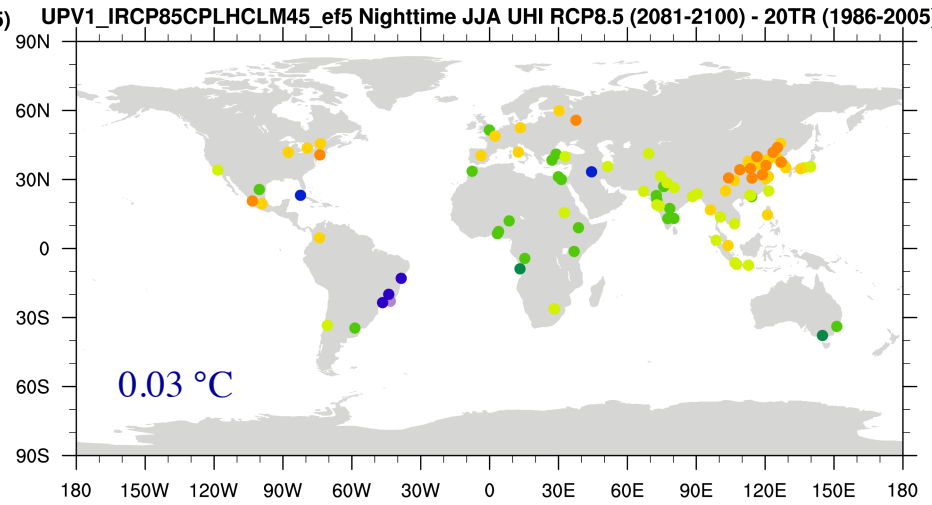 5) UPV1_IRCP85CPLHCLM45_ef5 Nighttime JJA UHI RCP8.5 (2081-2100) - 20TR (1986-2005)
90N
60N
30N
0
30S
0.03 °C
60S
90S
180 150W 120W 90W 60W 30W 0 30E 60E 90E 120E 150E 180